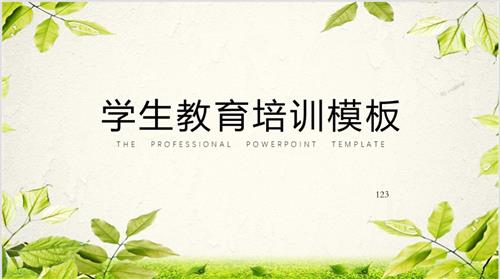 学生教育培训模板
THE PROFESSIONAL POWERPOINT TEMPLATE
123